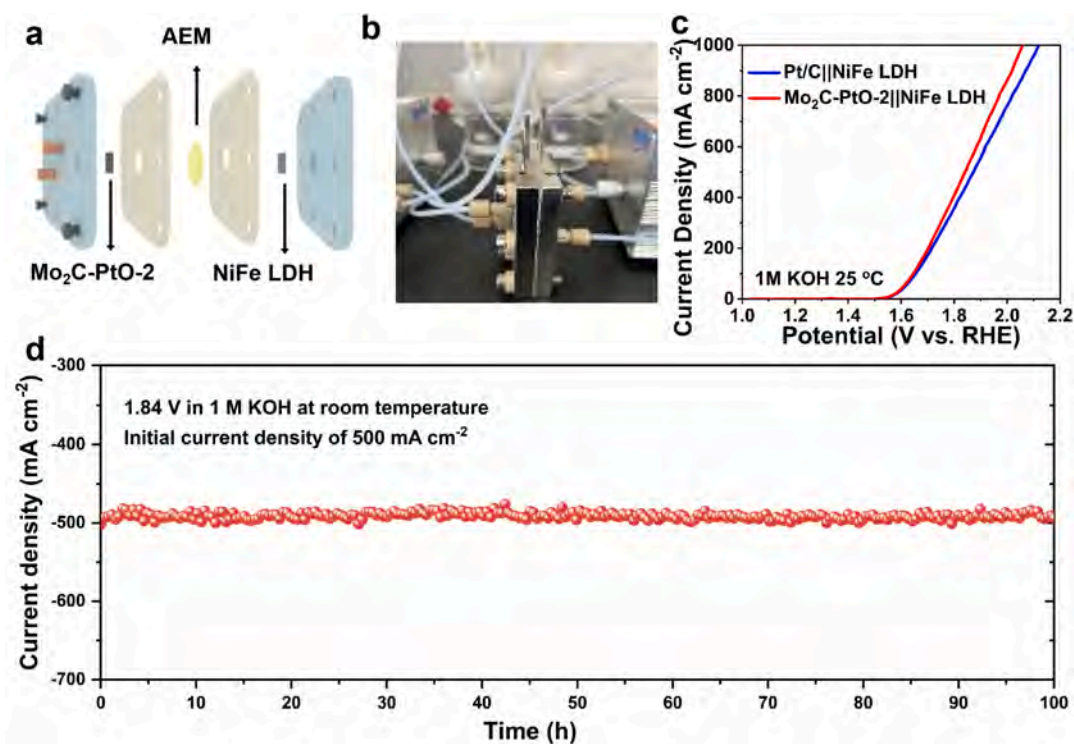 a
AEM
Mo₂C-PtO-2
NiFe LDH
b
c
Current Density (mA cm⁻²)
1000
800
600
400
200
0
Pt/C||NiFe LDH
Mo₂C-PtO-2||NiFe LDH
1M KOH 25 ºC
1.0 1.2 1.4 1.6 1.8 2.0 2.2
Potential (V vs. RHE)
d
Current density (mA cm⁻²)
-300
-400
-500
-600
-700
1.84 V in 1 M KOH at room temperature
Initial current density of 500 mA cm⁻²
0 10 20 30 40 50 60 70 80 90 100
Time (h)